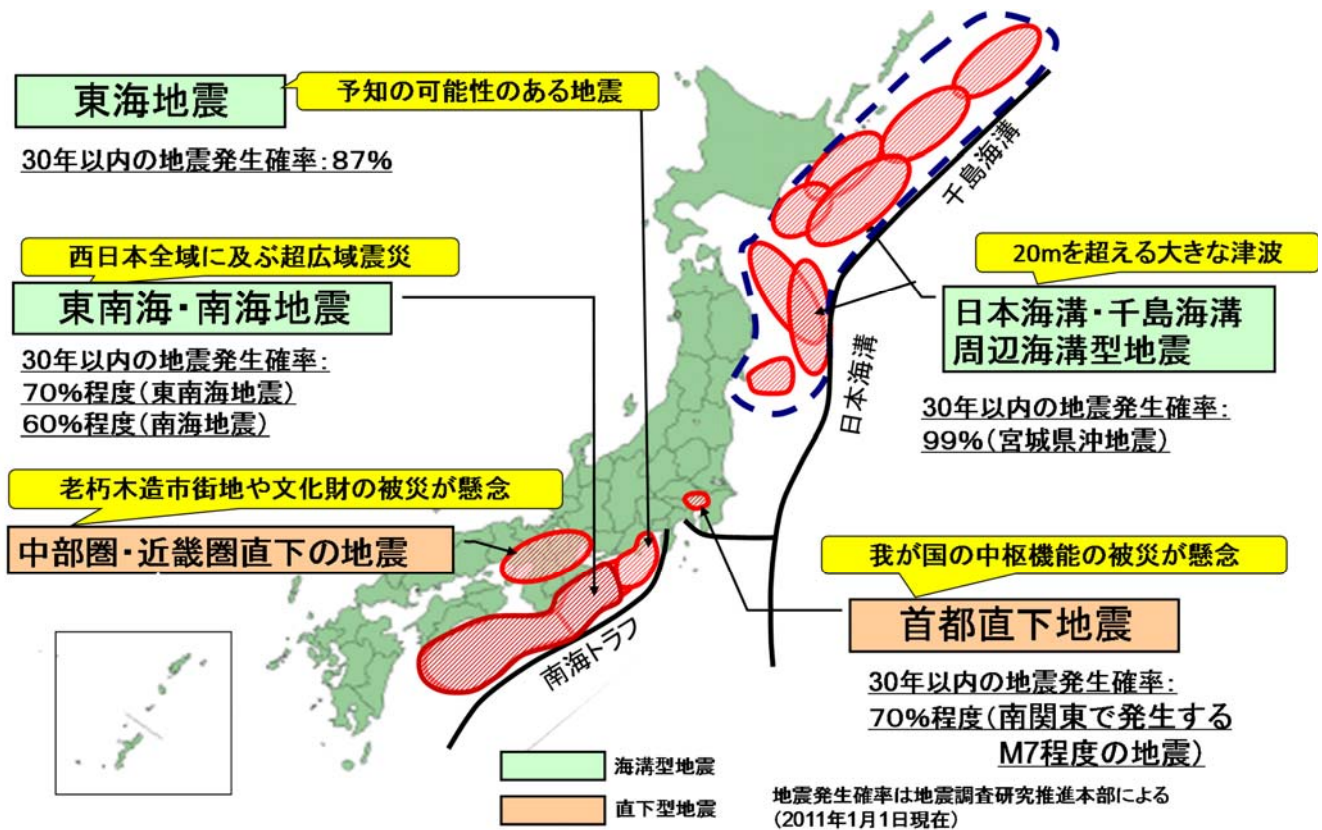 東海地震
予知の可能性のある地震
30年以内の地震発生確率:87%
西日本全域に及ぶ超広域震災
東南海・南海地震
30年以内の地震発生確率:
70%程度(東南海地震)
60%程度(南海地震)
老朽木造市街地や文化財の被災が懸念
中部圏・近畿圏直下の地震
千島海溝
20mを超える大きな津波
日本海溝・千島海溝
周辺海溝型地震
日本海溝
30年以内の地震発生確率:
99%(宮城県沖地震)
我が国の中枢機能の被災が懸念
首都直下地震
30年以内の地震発生確率:
70%程度(南関東で発生する
M7程度の地震)
南海トラフ
海溝型地震
直下型地震
地震発生確率は地震調査研究推進本部による
(2011年1月1日現在)